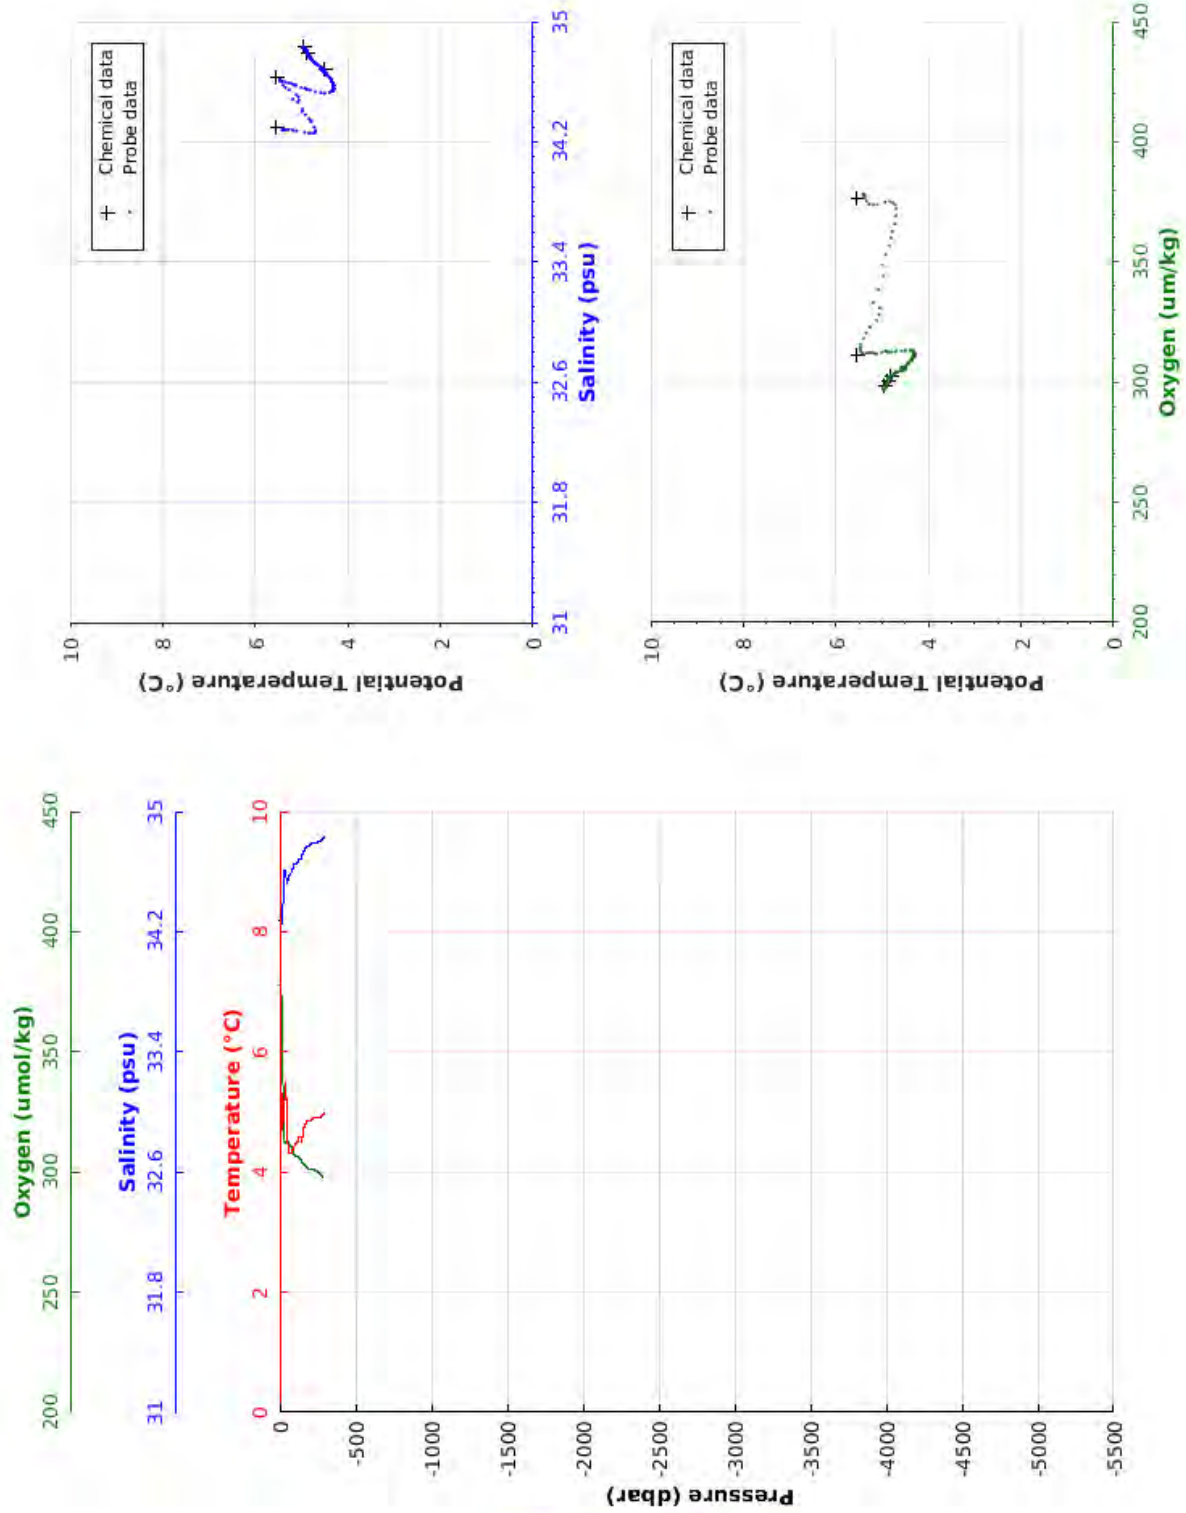 Oxygen (umol/kg)
200 250 300 350 400 450
Salinity (psu)
31 31.8 32.6 33.4 34.2 35
Temperature (°C)
0 2 4 6 8 10
Pressure (dbar)
0
-500
-1000
-1500
-2000
-2500
-3000
-3500
-4000
-4500
-5000
-5500
Potential Temperature (°C)
10
8
6
4
2
0
Chemical data
Probe data
31 31.8 32.6 33.4 34.2 35
Salinity (psu)
Potential Temperature (°C)
10
8
6
4
2
0
Chemical data
Probe data
200 250 300 350 400 450
Oxygen (um/kg)